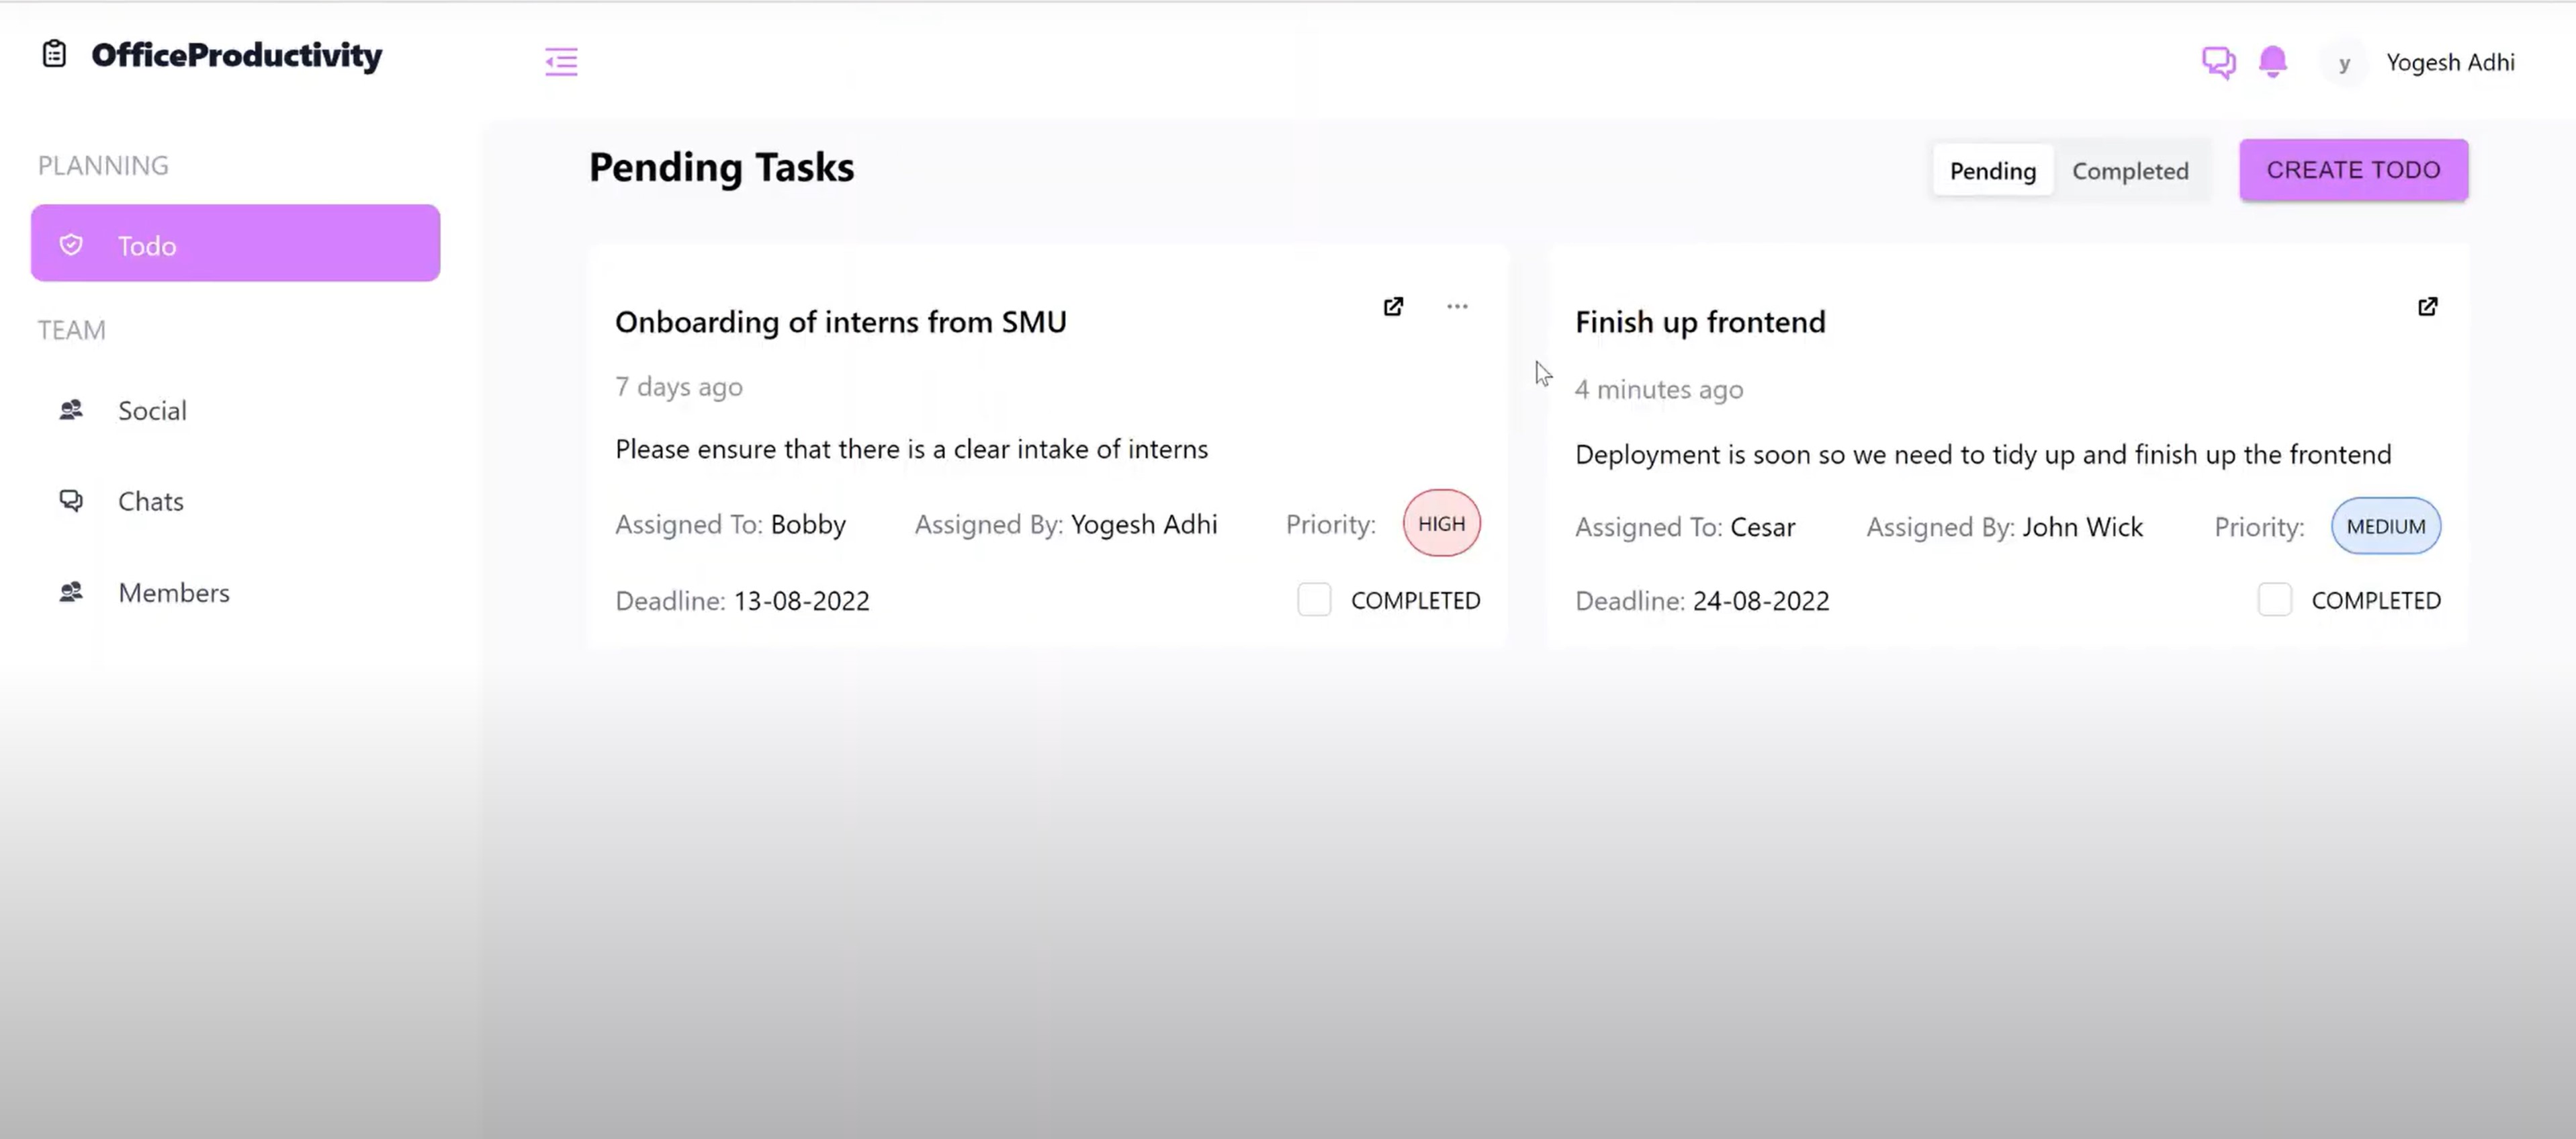 OfficeProductivity
y Yogesh Adhi
PLANNING
Todo
TEAM
Social
Chats
Members
Pending Tasks
Pending Completed CREATE TODO
Onboarding of interns from SMU
7 days ago
Please ensure that there is a clear intake of interns
Assigned To: Bobby Assigned By: Yogesh Adhi Priority: HIGH
Deadline: 13-08-2022 COMPLETED
Finish up frontend
4 minutes ago
Deployment is soon so we need to tidy up and finish up the frontend
Assigned To: Cesar Assigned By: John Wick Priority: MEDIUM
Deadline: 24-08-2022 COMPLETED